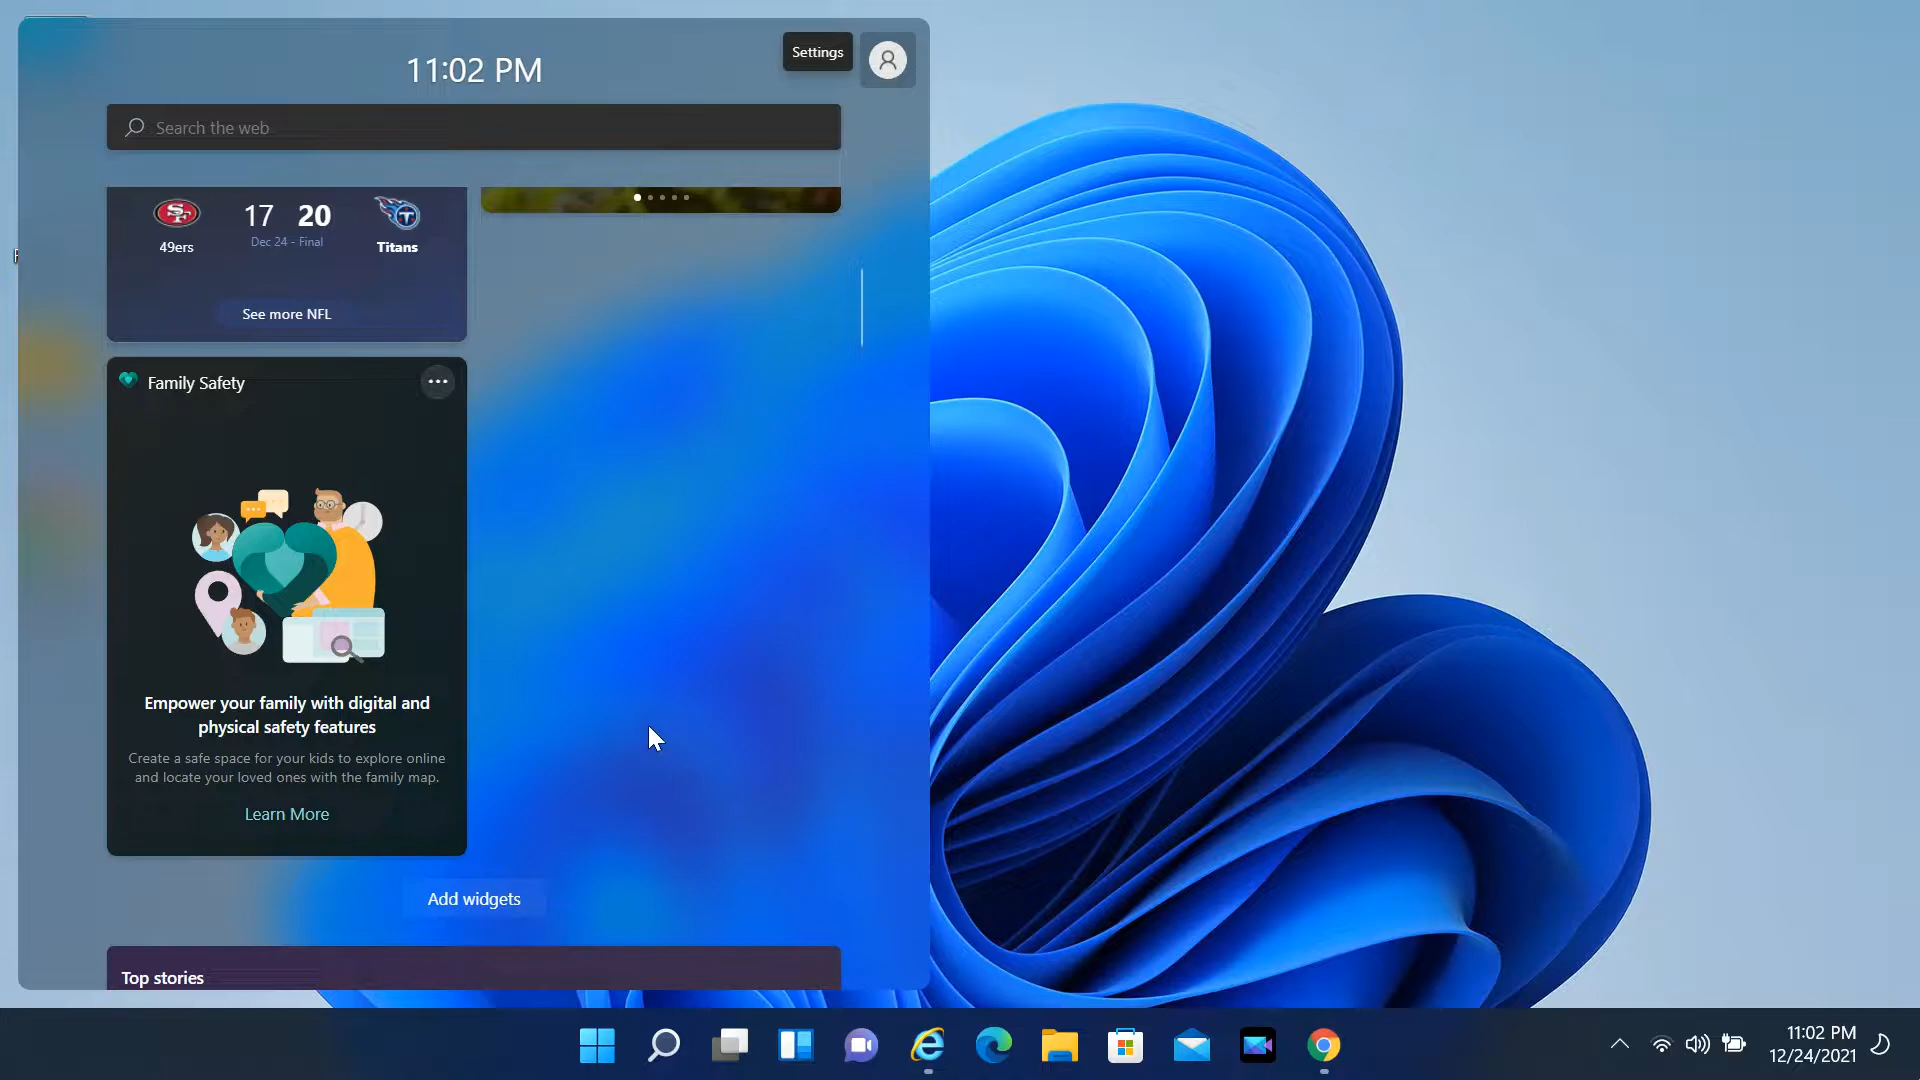 11:02 PM
Settings
Search the web
17 20
Dec 24 - Final
49ers
Titans
See more NFL
Family Safety
Empower your family with digital and
physical safety features
Create a safe space for your kids to explore online
and locate your loved ones with the family map.
Learn More
Add widgets
Top stories
11:02 PM
12/24/2021